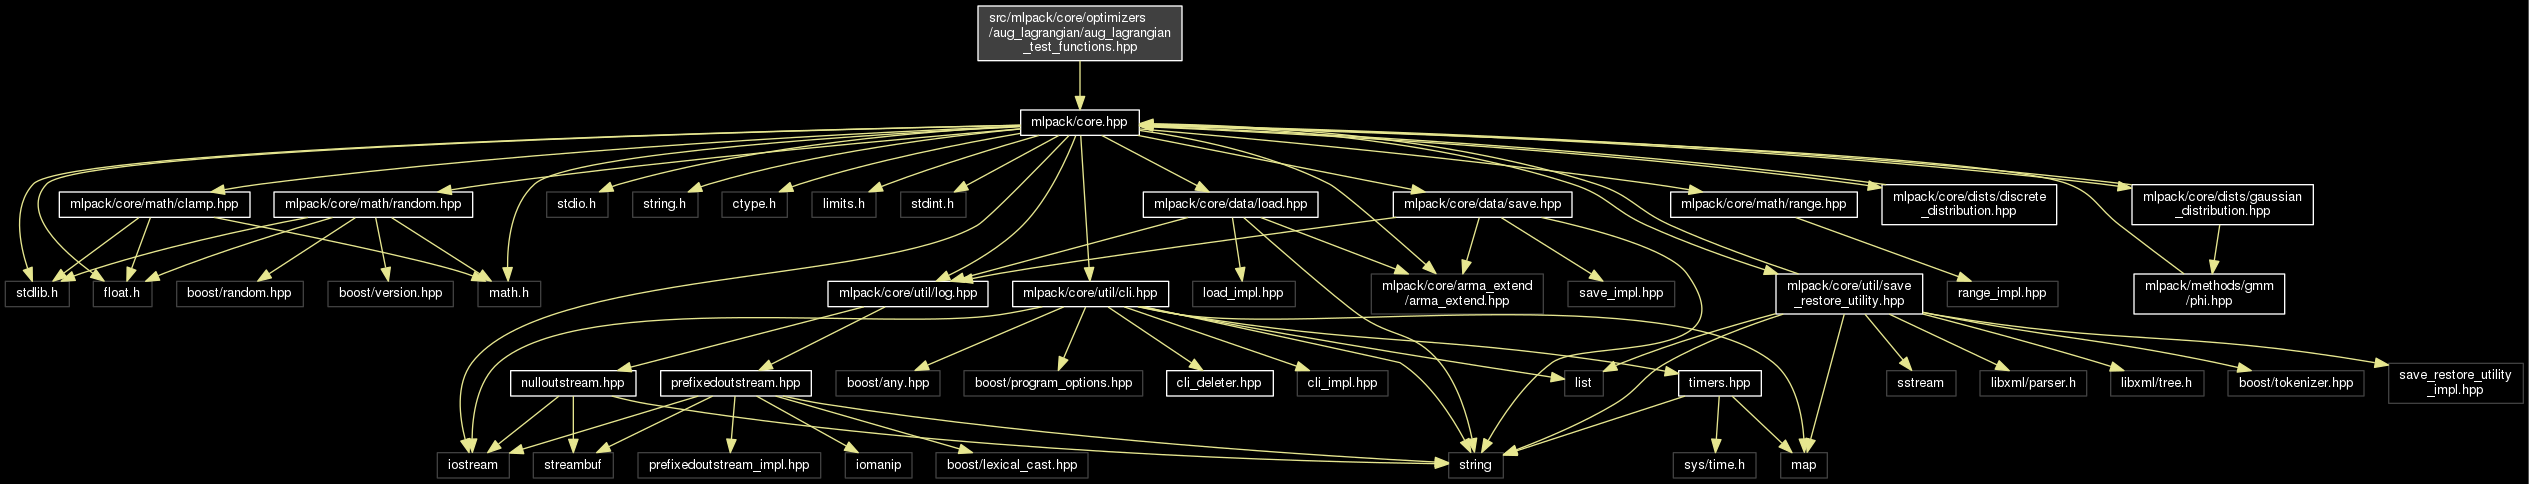 src/mlpack/core/optimizers
/aug_lagrangian/aug_lagrangian
_test_functions.hpp
mlpack/core.hpp
mlpack/core/math/clamp.hpp
mlpack/core/math/random.hpp
stdio.h
string.h
ctype.h
limits.h
stdint.h
mlpack/core/data/load.hpp
mlpack/core/data/save.hpp
mlpack/core/math/range.hpp
mlpack/core/dists/discrete
_distribution.hpp
mlpack/core/dists/gaussian
_distribution.hpp
stdlib.h
float.h
boost/random.hpp
boost/version.hpp
math.h
mlpack/core/util/log.hpp
mlpack/core/util/cli.hpp
load_impl.hpp
mlpack/core/arma_extend
/arma_extend.hpp
save_impl.hpp
mlpack/core/util/save
_restore_utility.hpp
range_impl.hpp
mlpack/methods/gmm
/phi.hpp
nulloutstream.hpp
prefixedoutstream.hpp
boost/any.hpp
boost/program_options.hpp
cli_deleter.hpp
cli_impl.hpp
list
timers.hpp
sstream
libxml/parser.h
libxml/tree.h
boost/tokenizer.hpp
save_restore_utility
_impl.hpp
iostream
streambuf
prefixedoutstream_impl.hpp
iomanip
boost/lexical_cast.hpp
string
sys/time.h
map